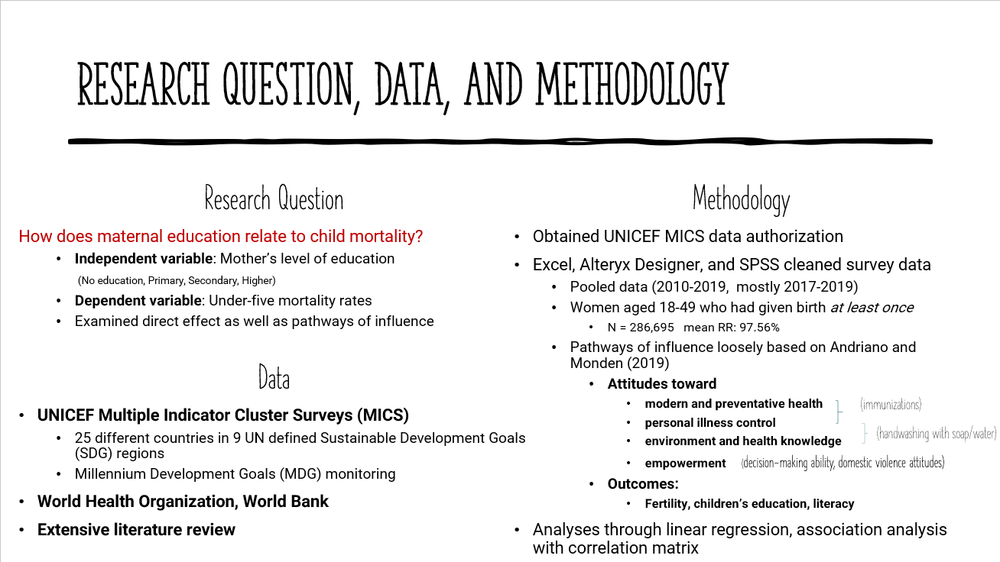 RESEARCH QUESTION, DATA, AND METHODOLOGY
Research Question
How does maternal education relate to child mortality?
• Independent variable: Mother’s level of education
(No education, Primary, Secondary, Higher)
• Dependent variable: Under-five mortality rates
• Examined direct effect as well as pathways of influence
Data
• UNICEF Multiple Indicator Cluster Surveys (MICS)
• 25 different countries in 9 UN defined Sustainable Development Goals
(SDG) regions
• Millennium Development Goals (MDG) monitoring
• World Health Organization, World Bank
• Extensive literature review
Methodology
• Obtained UNICEF MICS data authorization
• Excel, Alteryx Designer, and SPSS cleaned survey data
• Pooled data (2010-2019, mostly 2017-2019)
• Women aged 18-49 who had given birth at least once
• N = 286,695 mean RR: 97.56%
• Pathways of influence loosely based on Andriano and
Monden (2019)
• Attitudes toward
• modern and preventative health (immunizations)
• personal illness control
• environment and health knowledge (handwashing with soap/water)
• empowerment (decision-making ability, domestic violence attitudes)
• Outcomes:
• Fertility, children’s education, literacy
• Analyses through linear regression, association analysis
with correlation matrix